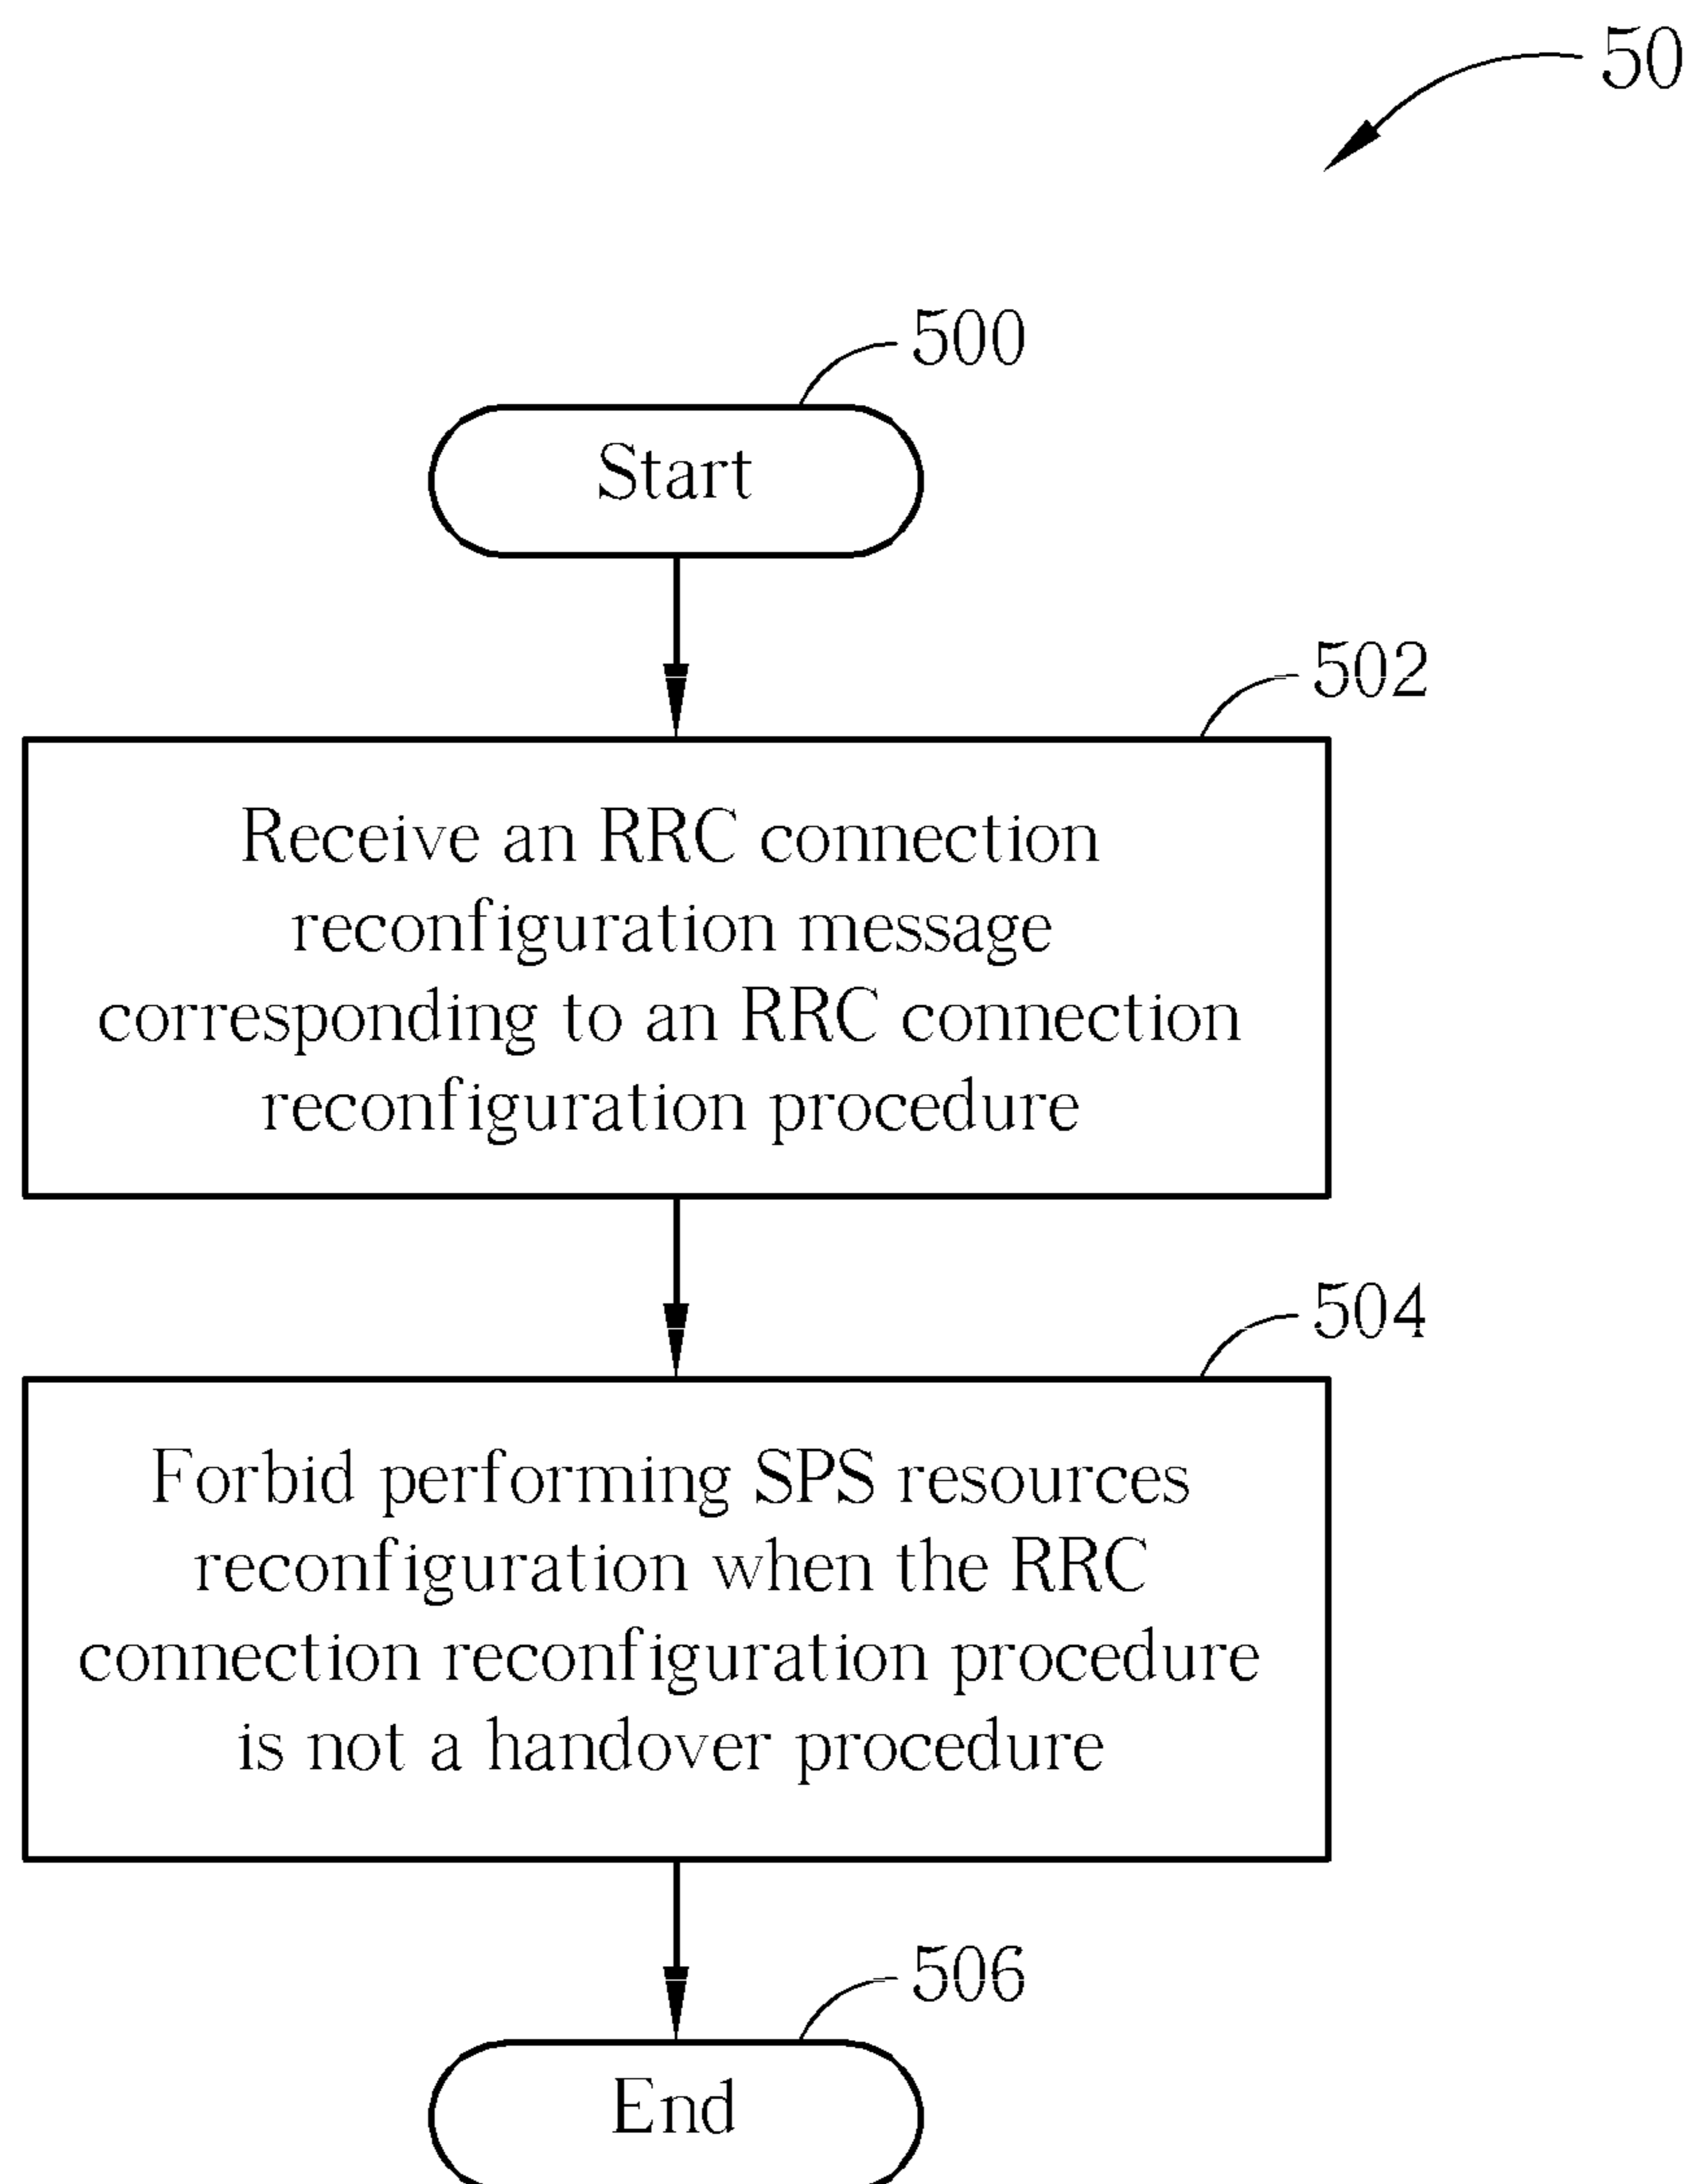 50
500
Start
502
Receive an RRC connection
reconfiguration message
corresponding to an RRC connection
reconfiguration procedure
504
Forbid performing SPS resources
reconfiguration when the RRC
connection reconfiguration procedure
is not a handover procedure
506
End